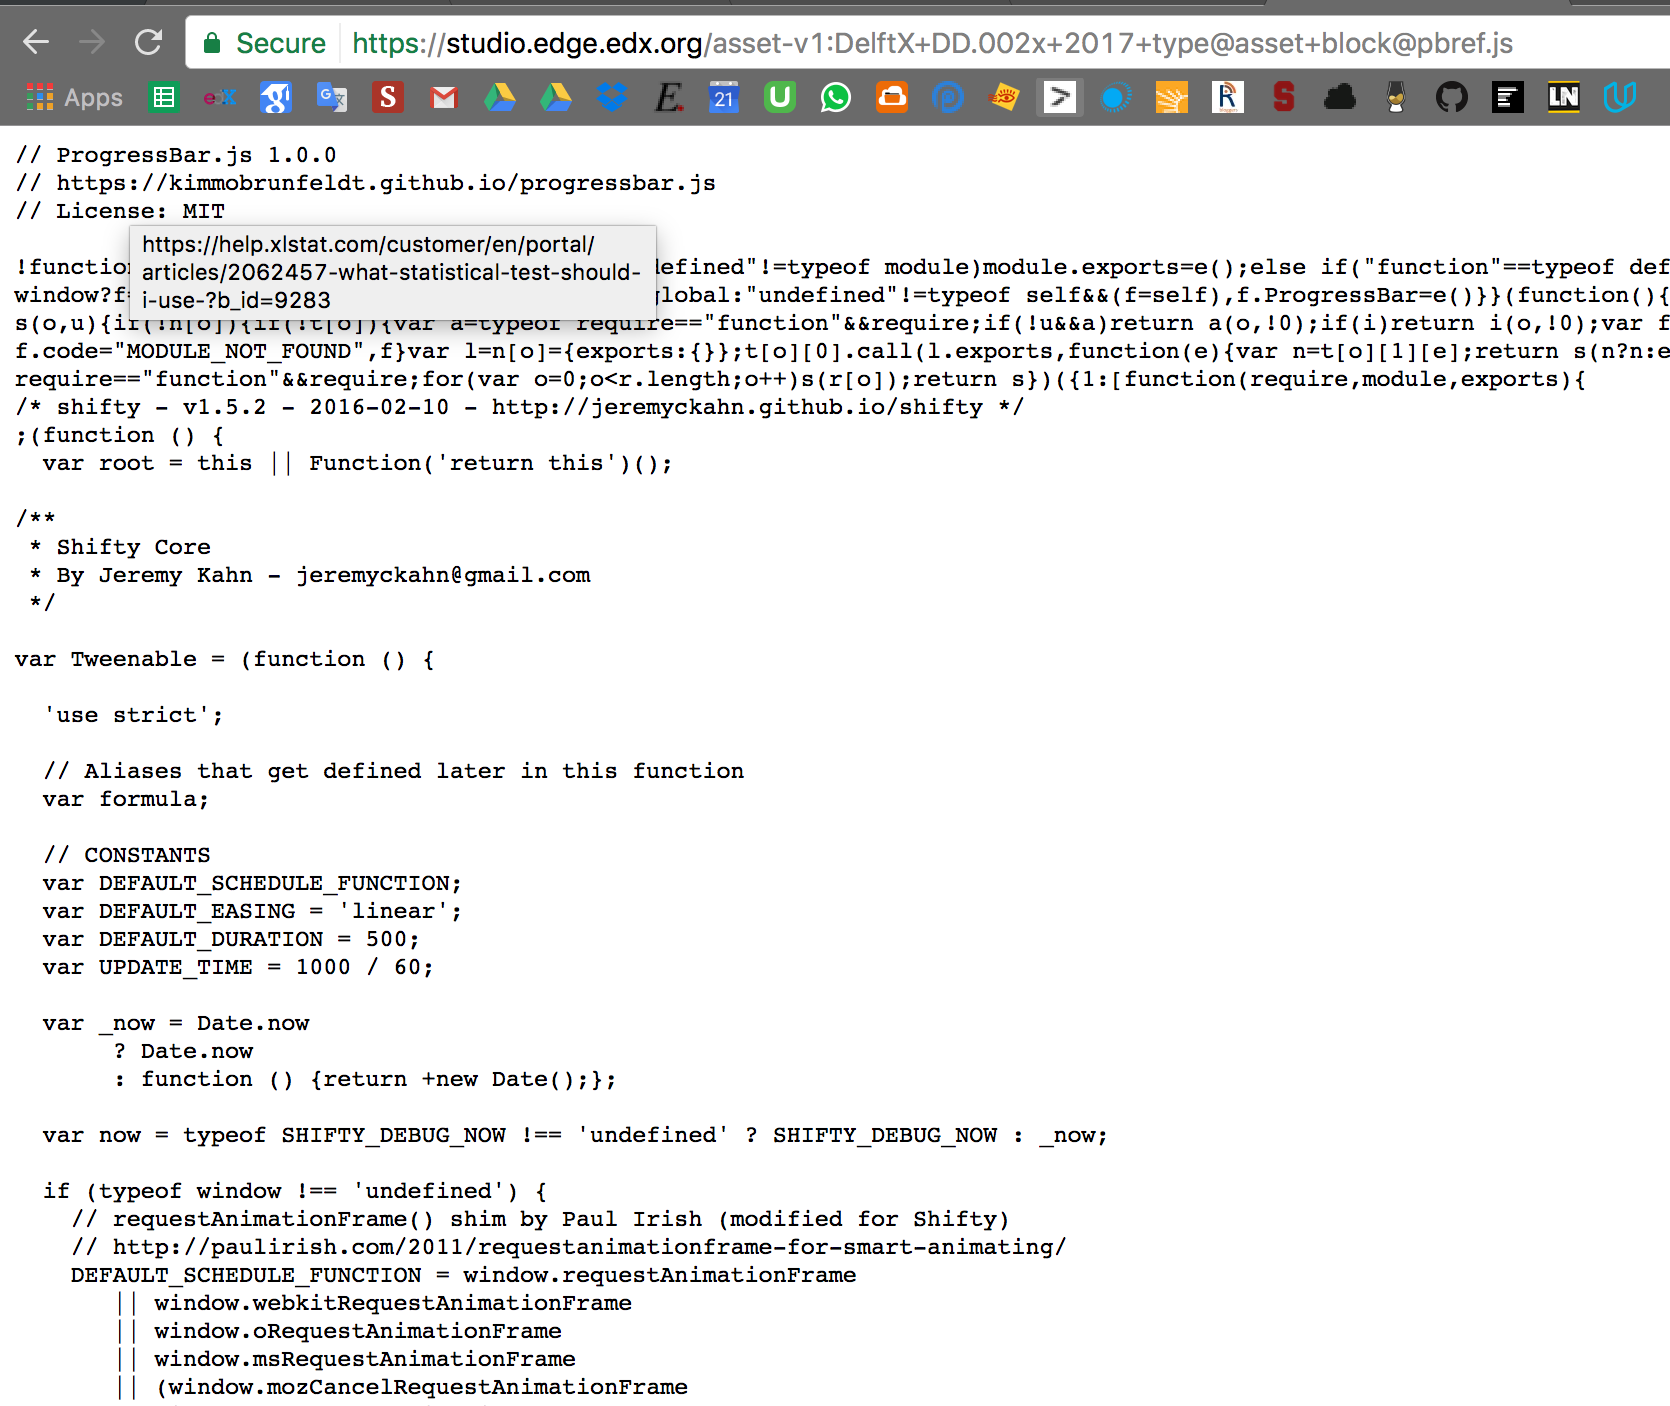 Secure https://studio.edge.edx.org/asset-v1:DelftX+DD.002x+2017+type@asset+block@pbref.js
Apps edX g G S E 21 U > R S LN
// ProgressBar.js 1.0.0
// https://kimmobrunfeldt.github.io/progressbar.js
// License: MIT
https://help.xlstat.com/customer/en/portal/
articles/2062457-what-statistical-test-should-
i-use-?b_id=9283
!function efined"!=typeof module)module.exports=e();else if("function"==typeof def
window?f lobal:"undefined"!=typeof self&&(f=self),f.ProgressBar=e()}}(function(){
s(o,u){if(!n[o]){if(!t[o]){var a=typeof require=="function"&&require;if(!u&&a)return a(o,!0);if(i)return i(o,!0);var f
f.code="MODULE_NOT_FOUND",f}var l=n[o]={exports:{}};t[o][0].call(l.exports,function(e){var n=t[o][1][e];return s(n?n:e
require=="function"&&require;for(var o=0;o<r.length;o++)s(r[o]);return s})({1:[function(require,module,exports){
/* shifty - v1.5.2 - 2016-02-10 - http://jeremyckahn.github.io/shifty */
;(function () {
  var root = this || Function('return this')();
/**
 * Shifty Core
 * By Jeremy Kahn - jeremyckahn@gmail.com
 */
var Tweenable = (function () {
  'use strict';
  // Aliases that get defined later in this function
  var formula;
  // CONSTANTS
  var DEFAULT_SCHEDULE_FUNCTION;
  var DEFAULT_EASING = 'linear';
  var DEFAULT_DURATION = 500;
  var UPDATE_TIME = 1000 / 60;
  var _now = Date.now
       ? Date.now
       : function () {return +new Date();};
  var now = typeof SHIFTY_DEBUG_NOW !== 'undefined' ? SHIFTY_DEBUG_NOW : _now;
  if (typeof window !== 'undefined') {
    // requestAnimationFrame() shim by Paul Irish (modified for Shifty)
    // http://paulirish.com/2011/requestanimationframe-for-smart-animating/
    DEFAULT_SCHEDULE_FUNCTION = window.requestAnimationFrame
       || window.webkitRequestAnimationFrame
       || window.oRequestAnimationFrame
       || window.msRequestAnimationFrame
       || (window.mozCancelRequestAnimationFrame